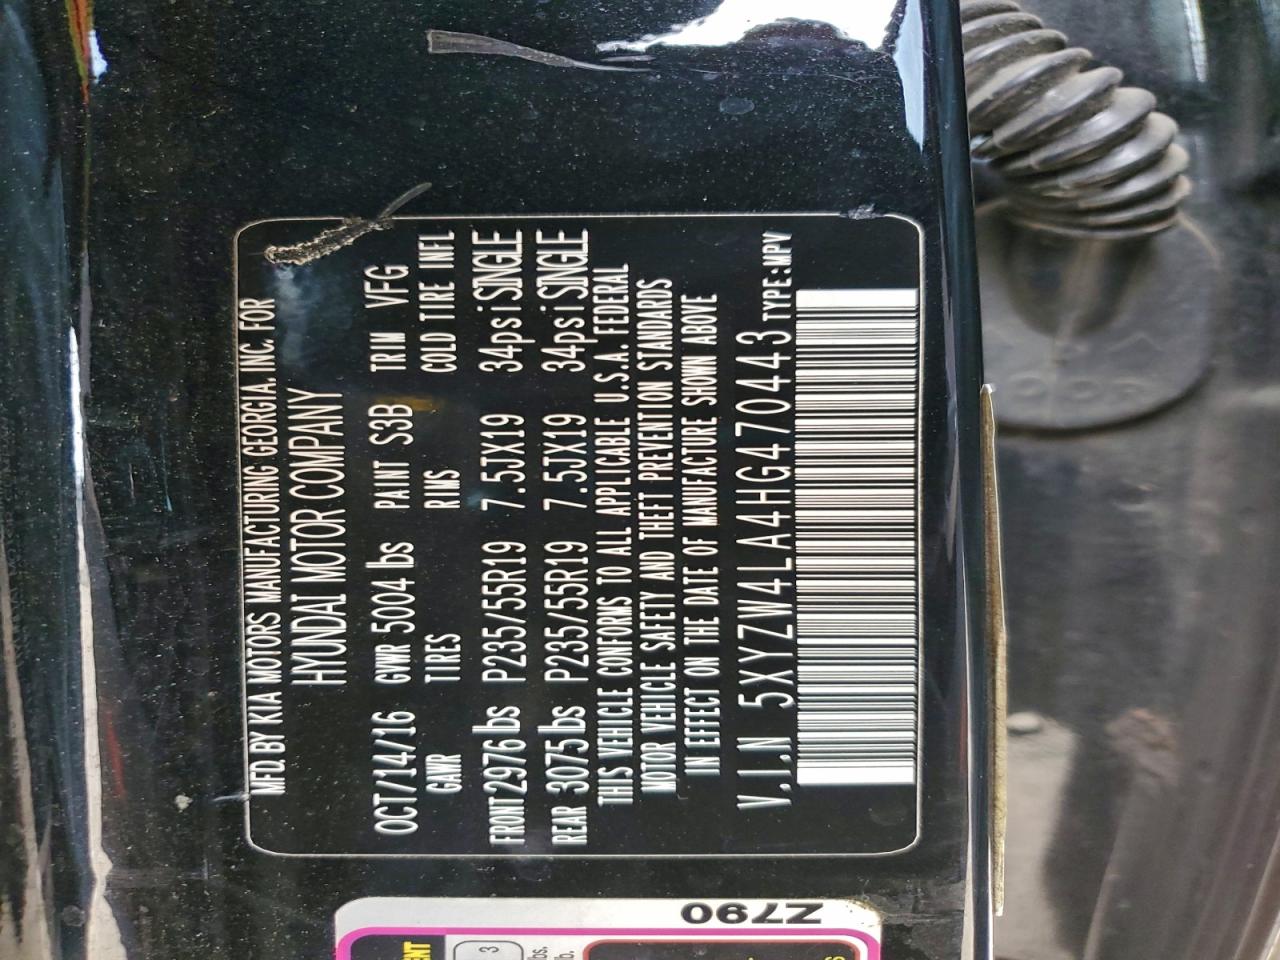 MFD. BY KIA MOTORS MANUFACTURING GEORGIA. INC. FOR
HYUNDAI MOTOR COMPANY
OCT/14/16 GVWR 5004 lbs PAINT S3B TRIM VFG
GAWR TIRES RIMS COLD TIRE INFL
FRONT 2976 lbs P235/55R19 7.5JX19 34psi SINGLE
REAR 3075 lbs P235/55R19 7.5JX19 34psi SINGLE
THIS VEHICLE CONFORMS TO ALL APPLICABLE U.S.A. FEDERAL
MOTOR VEHICLE SAFETY AND THEFT PREVENTION STANDARDS
IN EFFECT ON THE DATE OF MANUFACTURE SHOWN ABOVE
V.I.N 5XYZW4LA4HG470443 TYPE:MPV
Z790
3